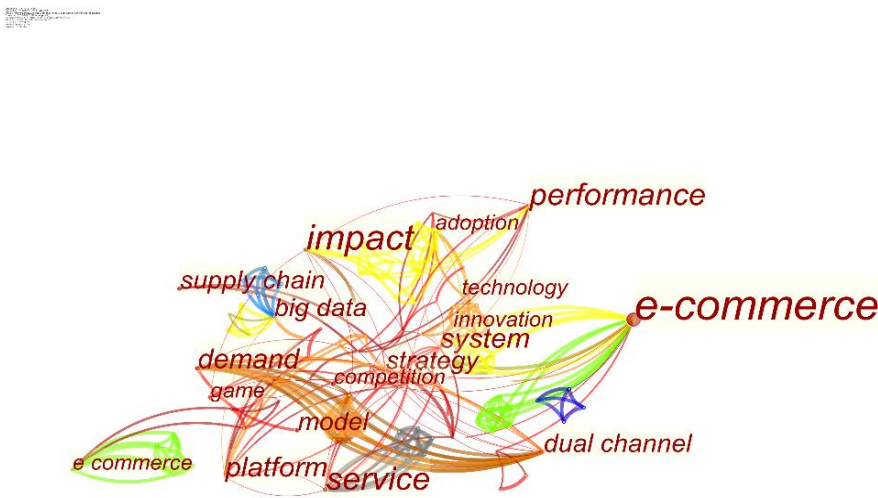 performance
adoption
impact
supply chain
technology
big data
e-commerce
innovation
system
demand
strategy
competition
game
model
dual channel
e commerce
platform
service